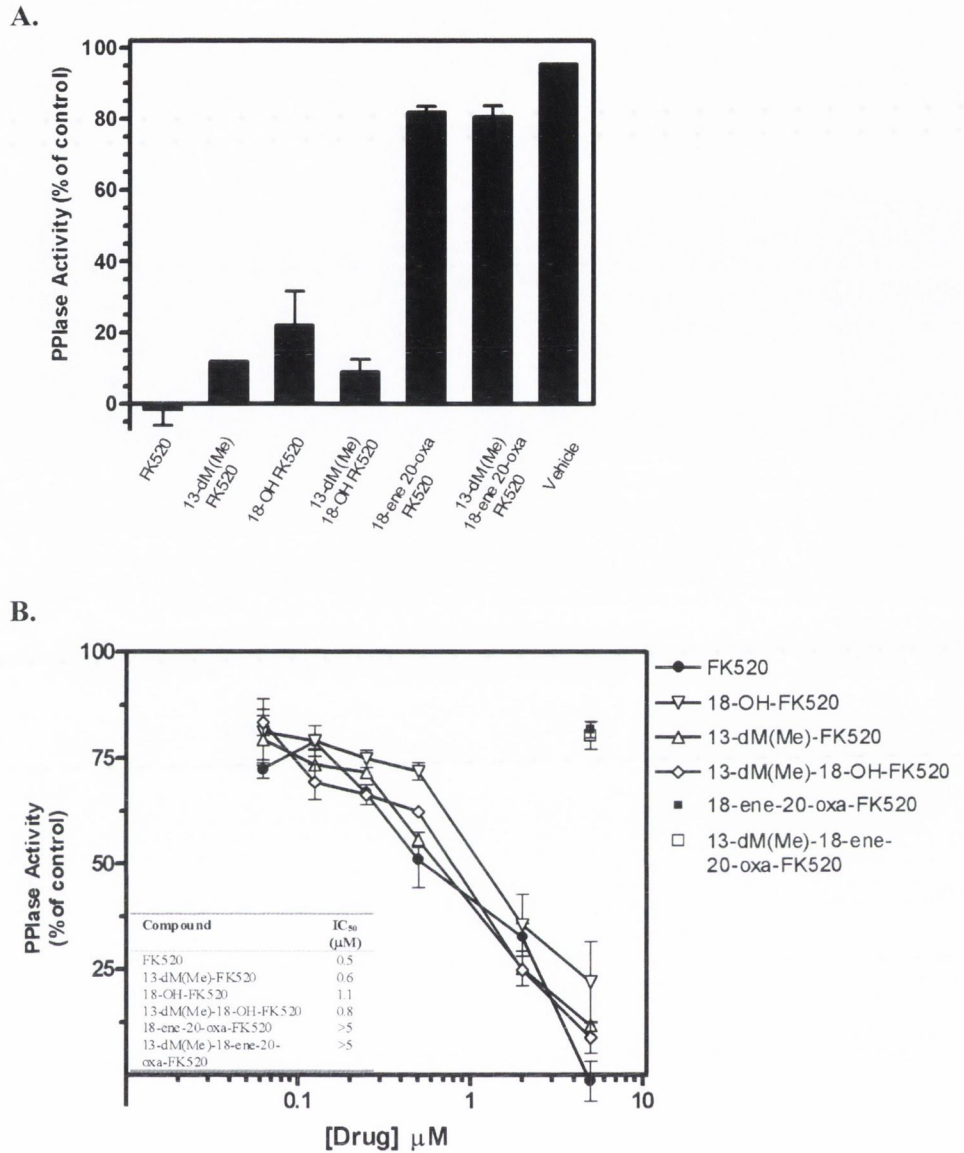 A.
PPIase Activity (% of control)
100
80
60
40
20
0
FK520
13-dM(Me)
FK520
18-OH FK520
13-dM(Me)
18-OH FK520
18-ene 20-oxa
FK520
13-dM(Me)
18-ene 20-oxa
FK520
Vehicle
B.
PPIase Activity
(% of control)
100
75
50
25
0.1
1
10
[Drug] μM
FK520
18-OH-FK520
13-dM(Me)-FK520
13-dM(Me)-18-OH-FK520
18-ene-20-oxa-FK520
13-dM(Me)-18-ene-
20-oxa-FK520
Compound IC₅₀
(μM)
FK520 0.5
13-dM(Me)-FK520 0.6
18-OH-FK520 1.1
13-dM(Me)-18-OH-FK520 0.8
18-ene-20-oxa-FK520 >5
13-dM(Me)-18-ene-20- >5
oxa-FK520